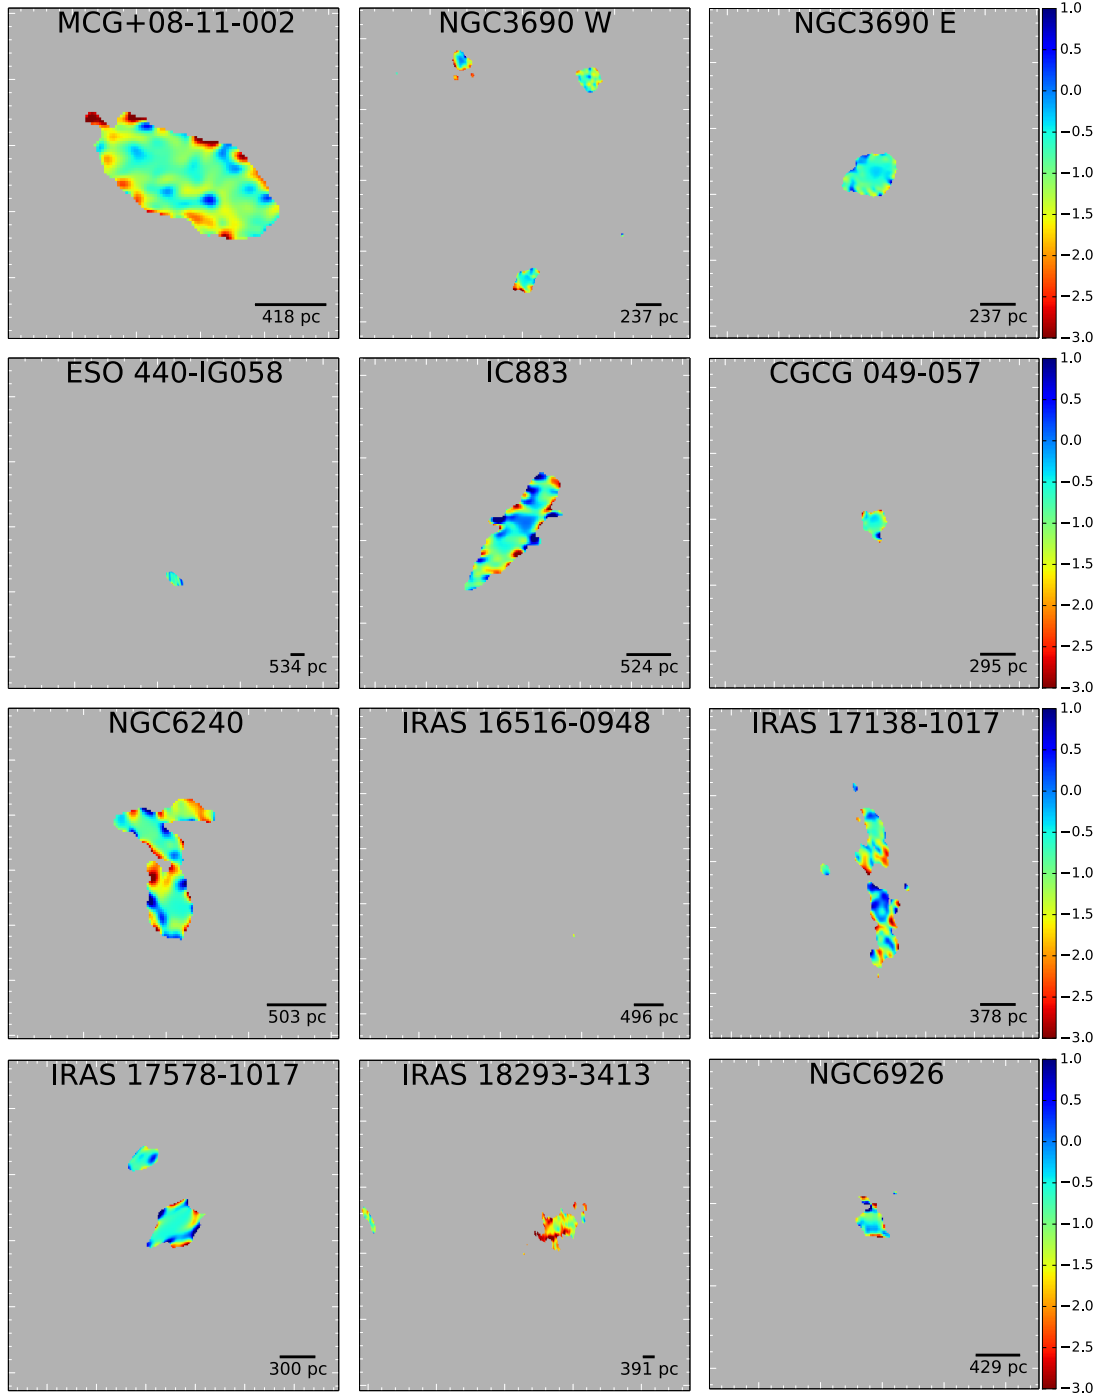 MCG+08-11-002
418 pc
NGC3690 W
237 pc
NGC3690 E
237 pc
1.0
0.5
0.0
−0.5
−1.0
−1.5
−2.0
−2.5
−3.0
ESO 440-IG058
534 pc
IC883
524 pc
CGCG 049-057
295 pc
1.0
0.5
0.0
−0.5
−1.0
−1.5
−2.0
−2.5
−3.0
NGC6240
503 pc
IRAS 16516-0948
496 pc
IRAS 17138-1017
378 pc
1.0
0.5
0.0
−0.5
−1.0
−1.5
−2.0
−2.5
−3.0
IRAS 17578-1017
300 pc
IRAS 18293-3413
391 pc
NGC6926
429 pc
1.0
0.5
0.0
−0.5
−1.0
−1.5
−2.0
−2.5
−3.0